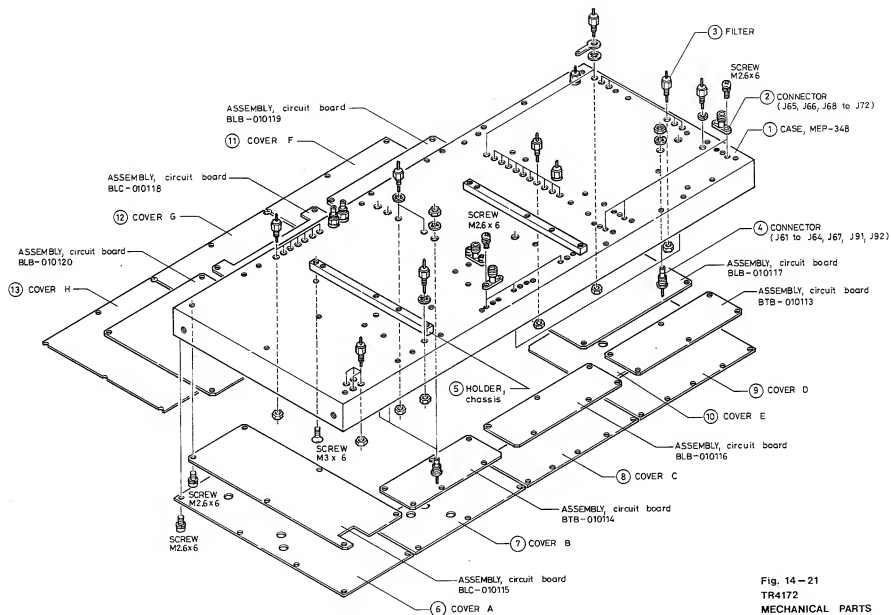 ③ FILTER
SCREW
M2.6×6
② CONNECTOR
(J65, J66, J68 to J72)
① CASE, MEP-348
ASSEMBLY, circuit board
BLB-010119
⑪ COVER F
ASSEMBLY, circuit board
BLC-010118
⑫ COVER G
ASSEMBLY, circuit board
BLB-010120
⑬ COVER H
SCREW
M2.6×6
④ CONNECTOR
(J61 to J64, J67, J91, J92)
ASSEMBLY, circuit board
BLB-010117
ASSEMBLY, circuit board
BTB-010113
⑤ HOLDER,
chassis
⑨ COVER D
⑩ COVER E
ASSEMBLY, circuit board
BLB-010116
⑧ COVER C
SCREW
M3 × 6
SCREW
M2.6×6
SCREW
M2.6×6
ASSEMBLY, circuit board
BTB-010114
⑦ COVER B
ASSEMBLY, circuit board
BLC-010115
⑥ COVER A
Fig. 14-21
TR4172
MECHANICAL PARTS